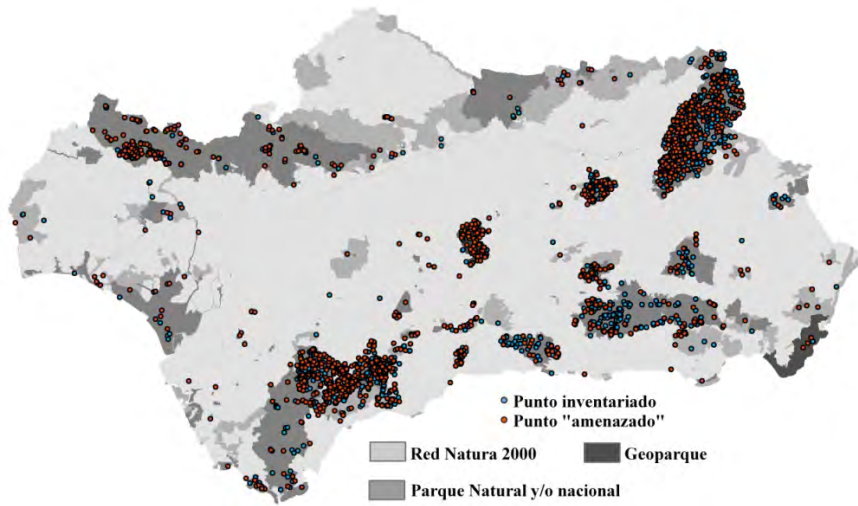 Punto inventariado
Punto "amenazado"
Red Natura 2000
Geoparque
Parque Natural y/o nacional